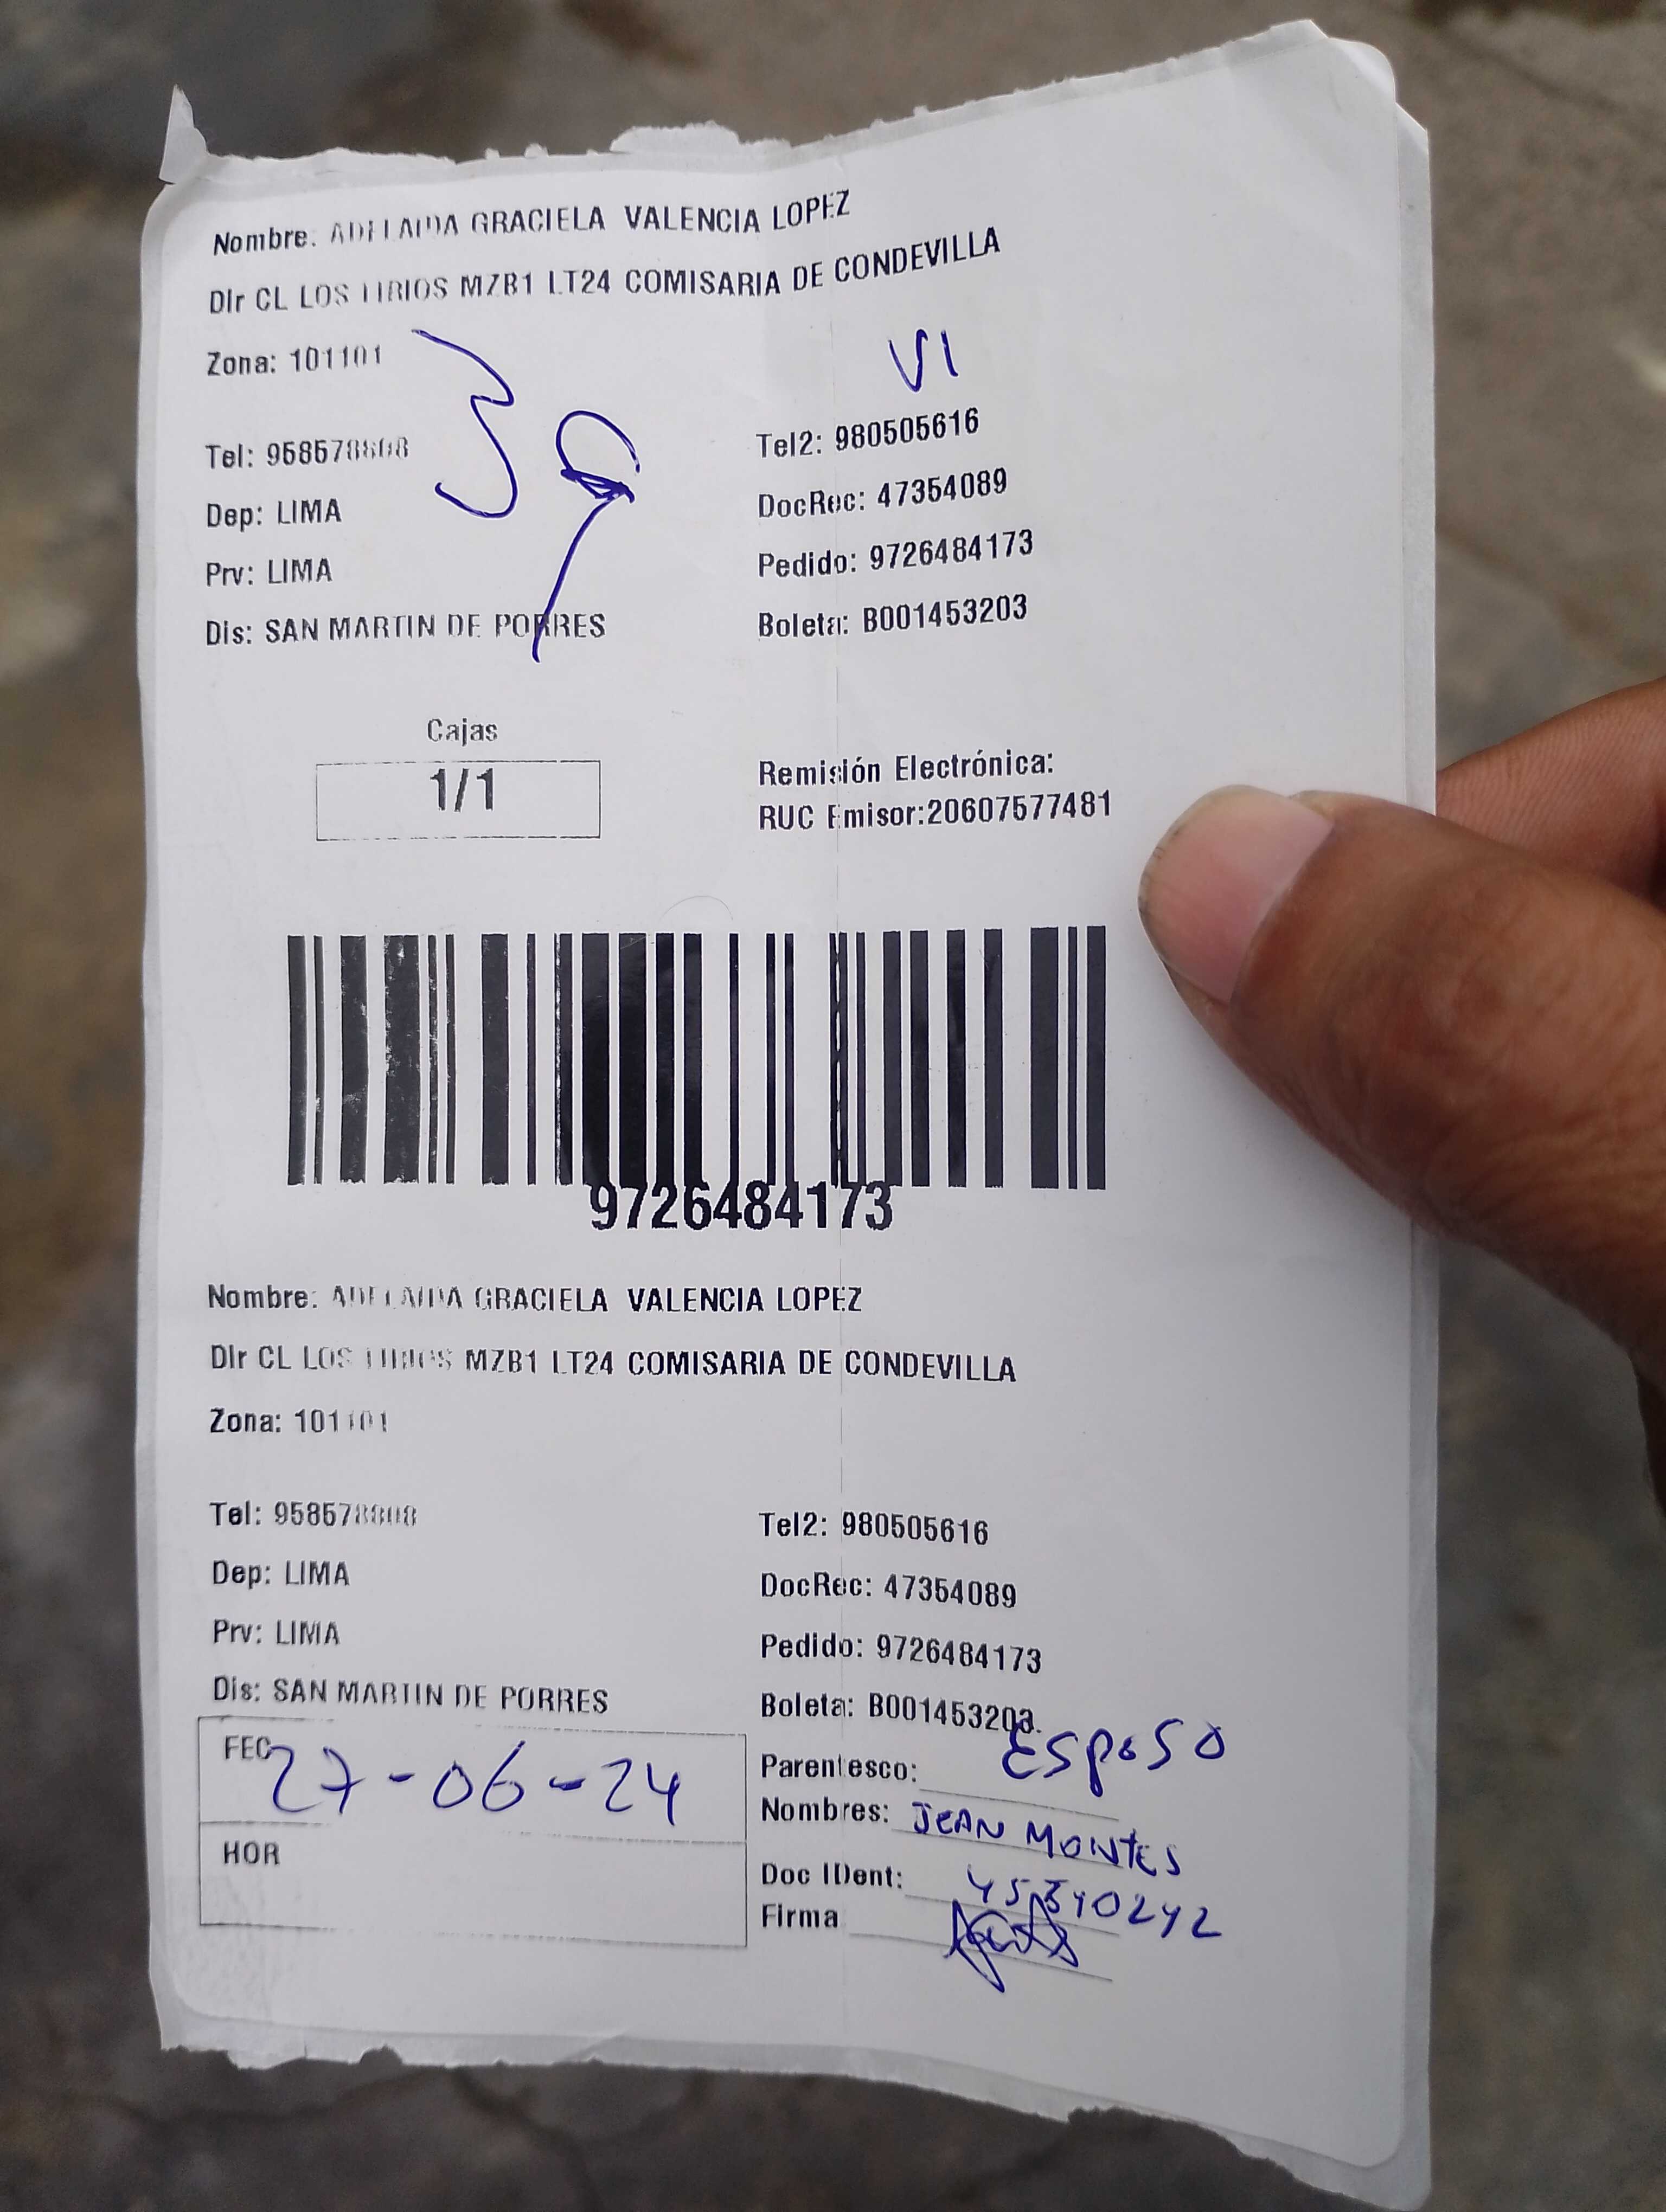 Nombre: ADELAIDA GRACIELA VALENCIA LOPEZ
Dir CL LOS LIRIOS MZB1 LT24 COMISARIA DE CONDEVILLA
Zona: 101101
39
VI
Tel: 958578808 Tel2: 980505616
Dep: LIMA DocRec: 47354089
Prv: LIMA Pedido: 9726484173
Dis: SAN MARTIN DE PORRES Boleta: B001453203
Cajas
1/1
Remisión Electrónica:
RUC Emisor:20607577481
9726484173
Nombre: ADELAIDA GRACIELA VALENCIA LOPEZ
Dir CL LOS LIRIOS MZB1 LT24 COMISARIA DE CONDEVILLA
Zona: 101101
Tel: 958578808 Tel2: 980505616
Dep: LIMA DocRec: 47354089
Prv: LIMA Pedido: 9726484173
Dis: SAN MARTIN DE PORRES Boleta: B001453203
FEC 27-06-24
HOR
Parentesco: Esposo
Nombres: JEAN MONTES
Doc IDent:
Firma